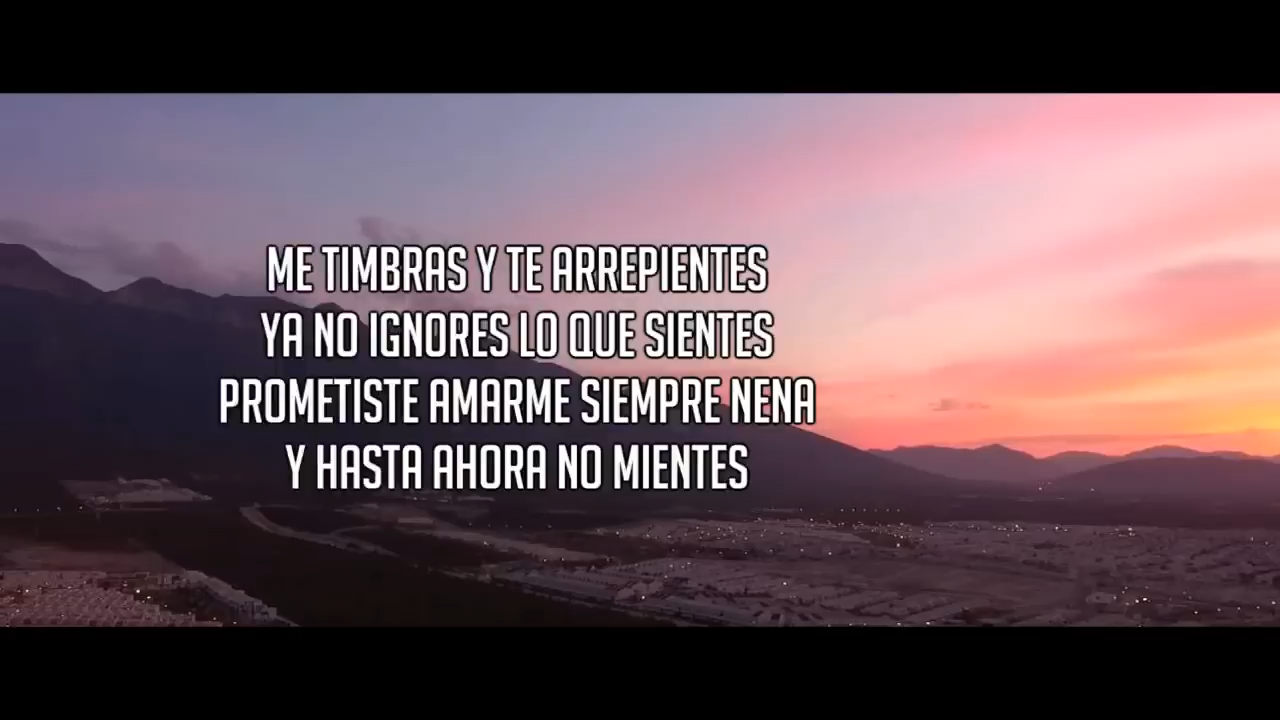 ME TIMBRAS Y TE ARREPIENTES
YA NO IGNORES LO QUE SIENTES
PROMETISTE AMARME SIEMPRE NENA
Y HASTA AHORA NO MIENTES